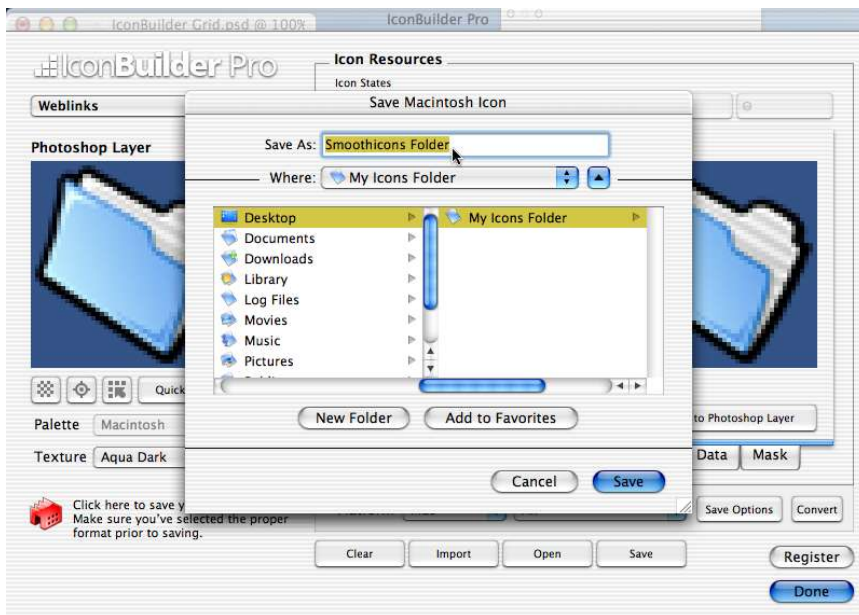 IconBuilder Grid.psd @ 100%
IconBuilder Pro
IconBuilder Pro
Icon Resources
Icon States
Weblinks
Save Macintosh Icon
Photoshop Layer
Save As: Smoothicons Folder
Where: My Icons Folder
Desktop
My Icons Folder
Documents
Downloads
Library
Log Files
Movies
Music
Pictures
Quick
New Folder
Add to Favorites
to Photoshop Layer
Palette Macintosh
Texture Aqua Dark
Data
Mask
Cancel
Save
Click here to save y
Make sure you've selected the proper
format prior to saving.
Save Options
Convert
Clear
Import
Open
Save
Register
Done